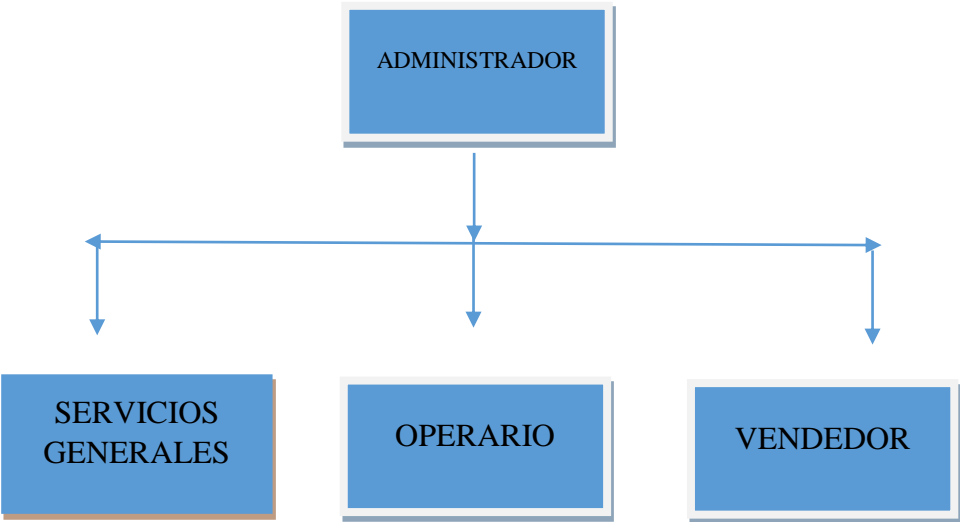 ADMINISTRADOR
SERVICIOS
GENERALES
OPERARIO
VENDEDOR